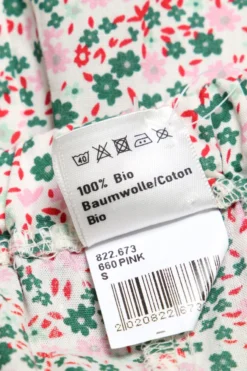 40
100% Bio
Baumwolle/Coton
Bio
822.673
660 PINK
S